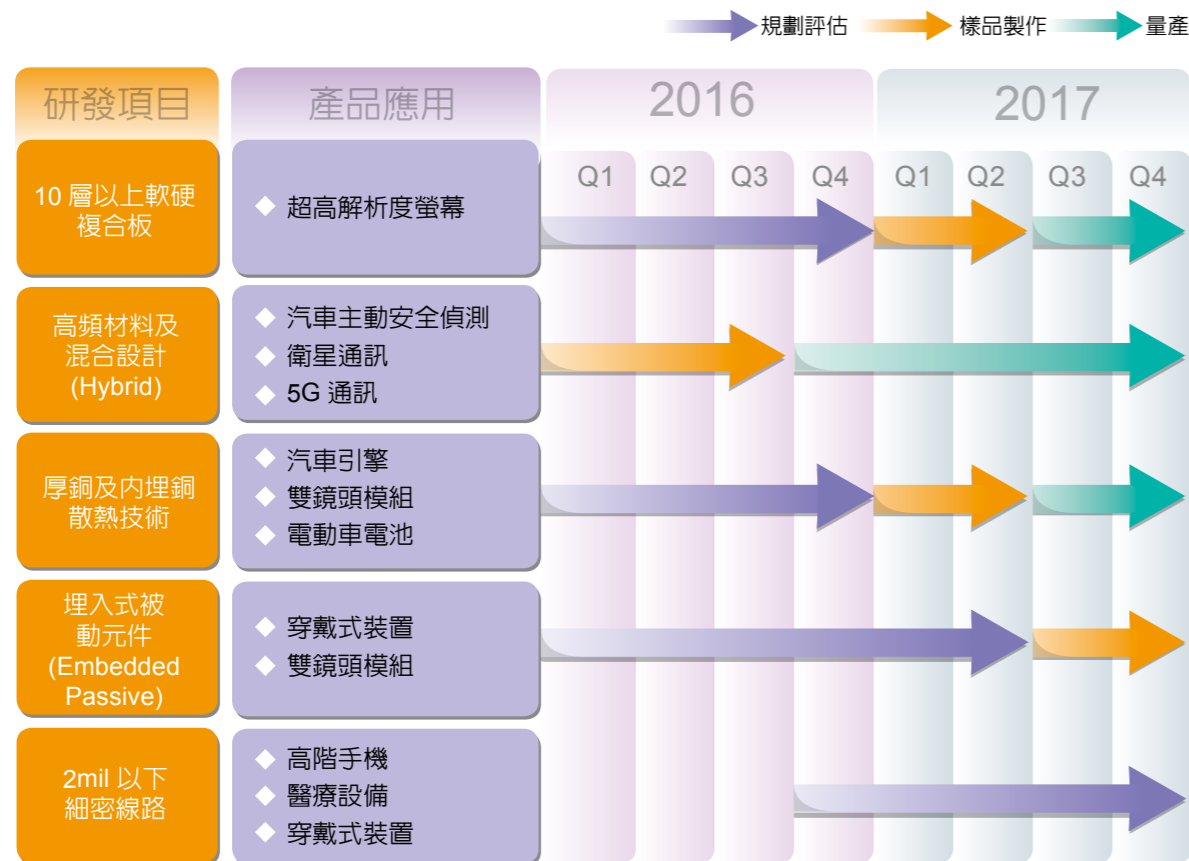 規劃評估 樣品製作 量產
研發項目 產品應用 2016 2017
Q1 Q2 Q3 Q4 Q1 Q2 Q3 Q4
10 層以上軟硬
複合板
◆ 超高解析度螢幕
高頻材料及
混合設計
(Hybrid)
◆ 汽車主動安全偵測
◆ 衛星通訊
◆ 5G 通訊
厚銅及內埋銅
散熱技術
◆ 汽車引擎
◆ 雙鏡頭模組
◆ 電動車電池
埋入式被
動元件
(Embedded
Passive)
◆ 穿戴式裝置
◆ 雙鏡頭模組
2mil 以下
細密線路
◆ 高階手機
◆ 醫療設備
◆ 穿戴式裝置